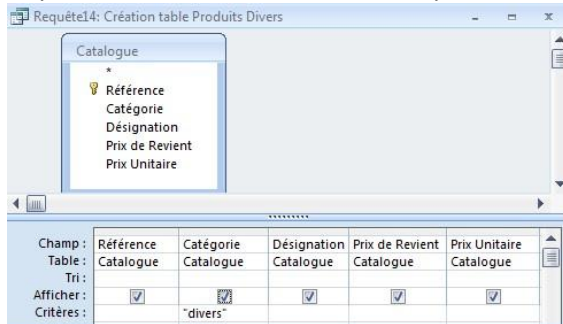 Requête14: Création table Produits Divers
Catalogue
*
Référence
Catégorie
Désignation
Prix de Revient
Prix Unitaire
Champ : Référence Catégorie Désignation Prix de Revient Prix Unitaire
Table : Catalogue Catalogue Catalogue Catalogue Catalogue
Tri :
Afficher :
Critères : "divers"